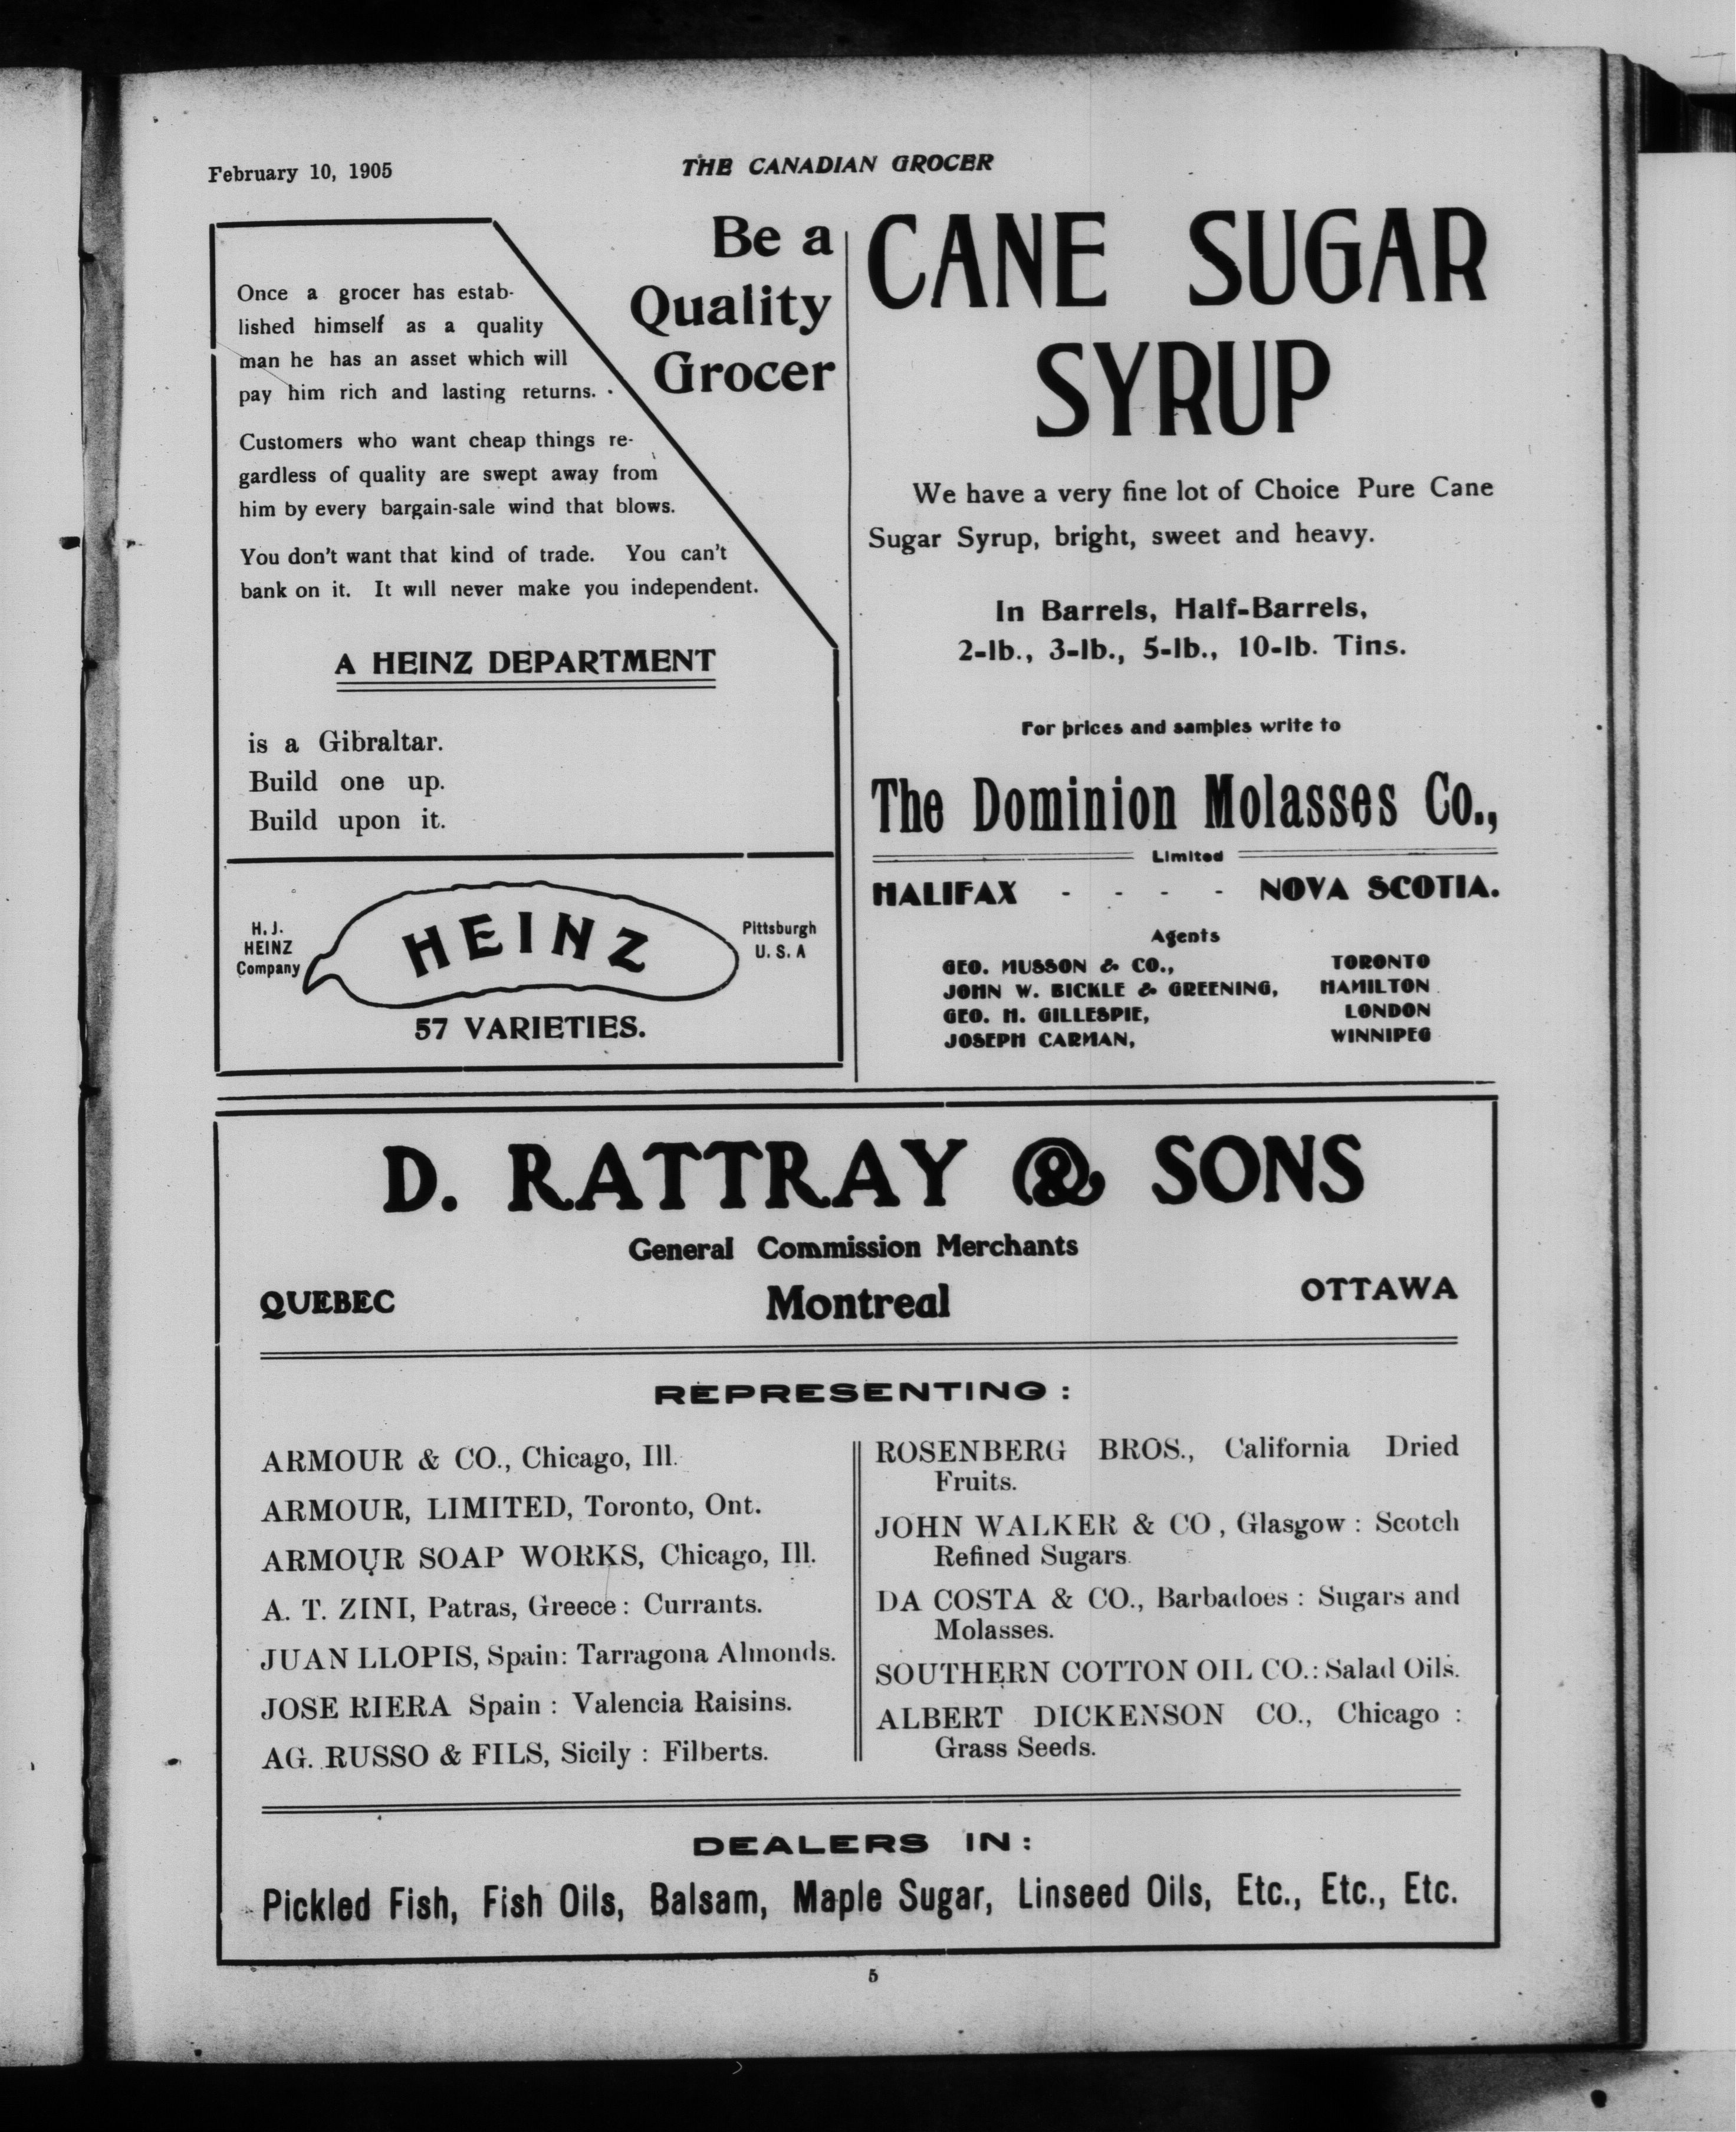 February 10, 1905
THE CANADIAN GROCER
Be a
Quality
Grocer
Once a grocer has estab-
lished himself as a quality
man he has an asset which will
pay him rich and lasting returns.
Customers who want cheap things re-
gardless of quality are swept away from
him by every bargain-sale wind that blows.
You don't want that kind of trade. You can't
bank on it. It will never make you independent.
A HEINZ DEPARTMENT
is a Gibraltar.
Build one up.
Build upon it.
H. J.
HEINZ
Company
HEINZ
Pittsburgh
U. S. A
57 VARIETIES.
CANE SUGAR
SYRUP
We have a very fine lot of Choice Pure Cane
Sugar Syrup, bright, sweet and heavy.
In Barrels, Half-Barrels,
2-lb., 3-lb., 5-lb., 10-lb. Tins.
For prices and samples write to
The Dominion Molasses Co.,
Limited
HALIFAX - - - - NOVA SCOTIA.
Agents
GEO. MUSSON & CO., TORONTO
JOHN W. BICKLE & GREENING, HAMILTON
GEO. H. GILLESPIE, LONDON
JOSEPH CARMAN, WINNIPEG
D. RATTRAY & SONS
General Commission Merchants
QUEBEC Montreal OTTAWA
REPRESENTING:
ARMOUR & CO., Chicago, Ill.
ARMOUR, LIMITED, Toronto, Ont.
ARMOUR SOAP WORKS, Chicago, Ill.
A. T. ZINI, Patras, Greece: Currants.
JUAN LLOPIS, Spain: Tarragona Almonds.
JOSE RIERA Spain : Valencia Raisins.
AG. RUSSO & FILS, Sicily : Filberts.
ROSENBERG BROS., California Dried
Fruits.
JOHN WALKER & CO , Glasgow : Scotch
Refined Sugars.
DA COSTA & CO., Barbadoes : Sugars and
Molasses.
SOUTHERN COTTON OIL CO.: Salad Oils.
ALBERT DICKENSON CO., Chicago :
Grass Seeds.
DEALERS IN:
Pickled Fish, Fish Oils, Balsam, Maple Sugar, Linseed Oils, Etc., Etc., Etc.
5